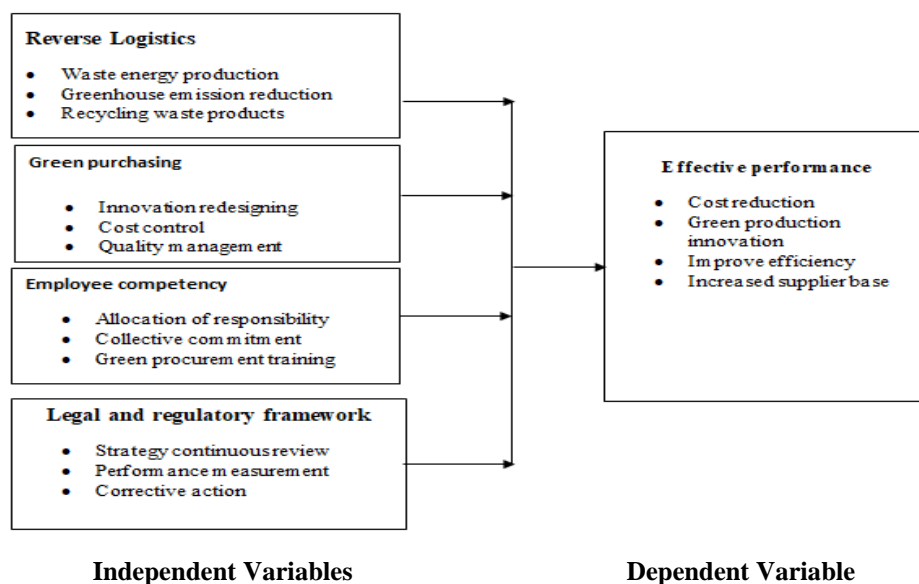 Reverse Logistics
• Waste energy production
• Greenhouse emission reduction
• Recycling waste products
Green purchasing
• Innovation redesigning
• Cost control
• Quality management
Employee competency
• Allocation of responsibility
• Collective commitment
• Green procurement training
Legal and regulatory framework
• Strategy continuous review
• Performance measurement
• Corrective action
Effective performance
• Cost reduction
• Green production
innovation
• Improve efficiency
• Increased supplier base
Independent Variables
Dependent Variable